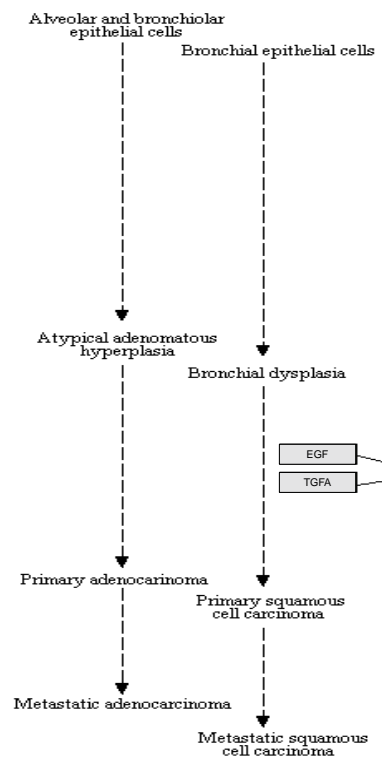 Alveolar and bronchiolar
epithelial cells
Bronchial epithelial cells
Atypical adenomatous
hyperplasia
Bronchial dysplasia
EGF
TGFA
Primary adenocarinoma
Primary squamous
cell carcinoma
Metastatic adenocarcinoma
Metastatic squamous
cell carcinoma